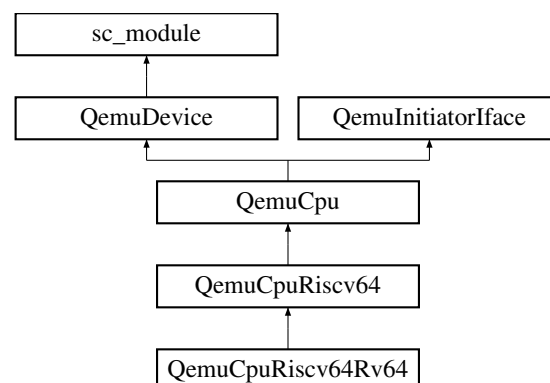 sc_module
QemuDevice
QemuInitiatorIface
QemuCpu
QemuCpuRiscv64
QemuCpuRiscv64Rv64